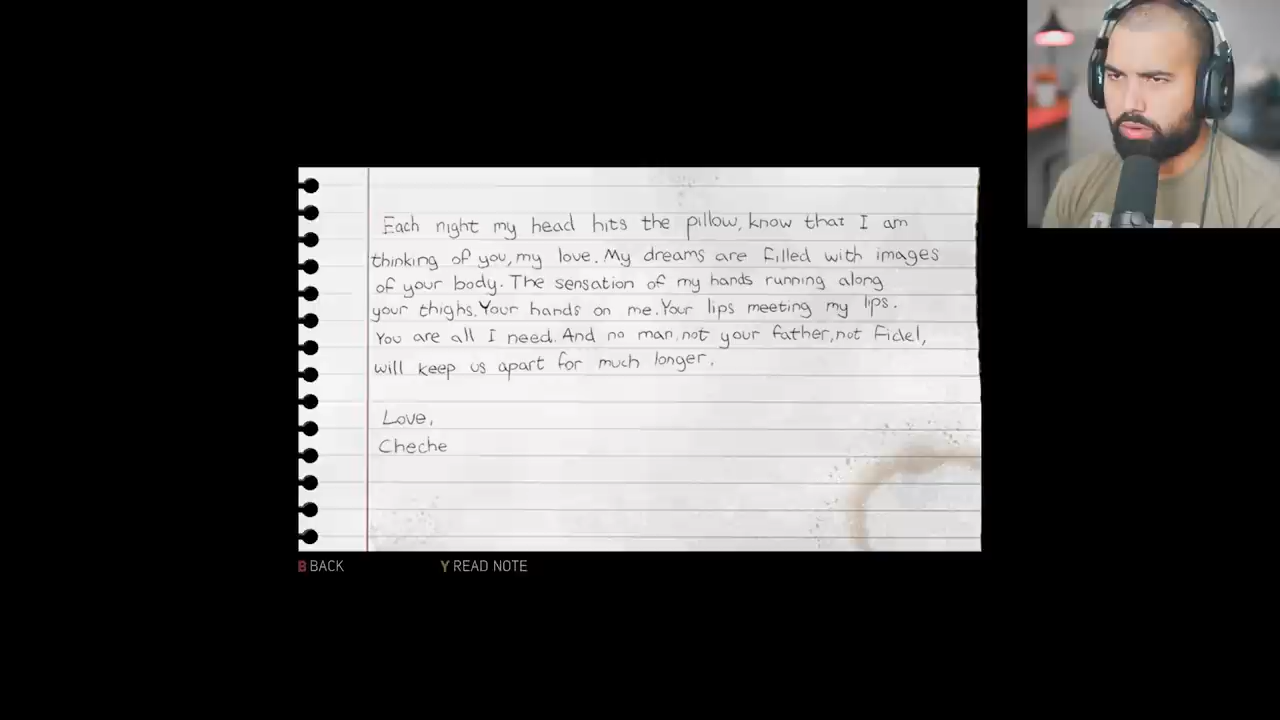 Each night my head hits the pillow, know that I am
thinking of you, my love. My dreams are filled with images
of your body. The sensation of my hands running along
your thighs. Your hands on me. Your lips meeting my lips.
You are all I need. And no man, not your father, not Fidel,
will keep us apart for much longer.
Love,
Cheche
B BACK
Y READ NOTE